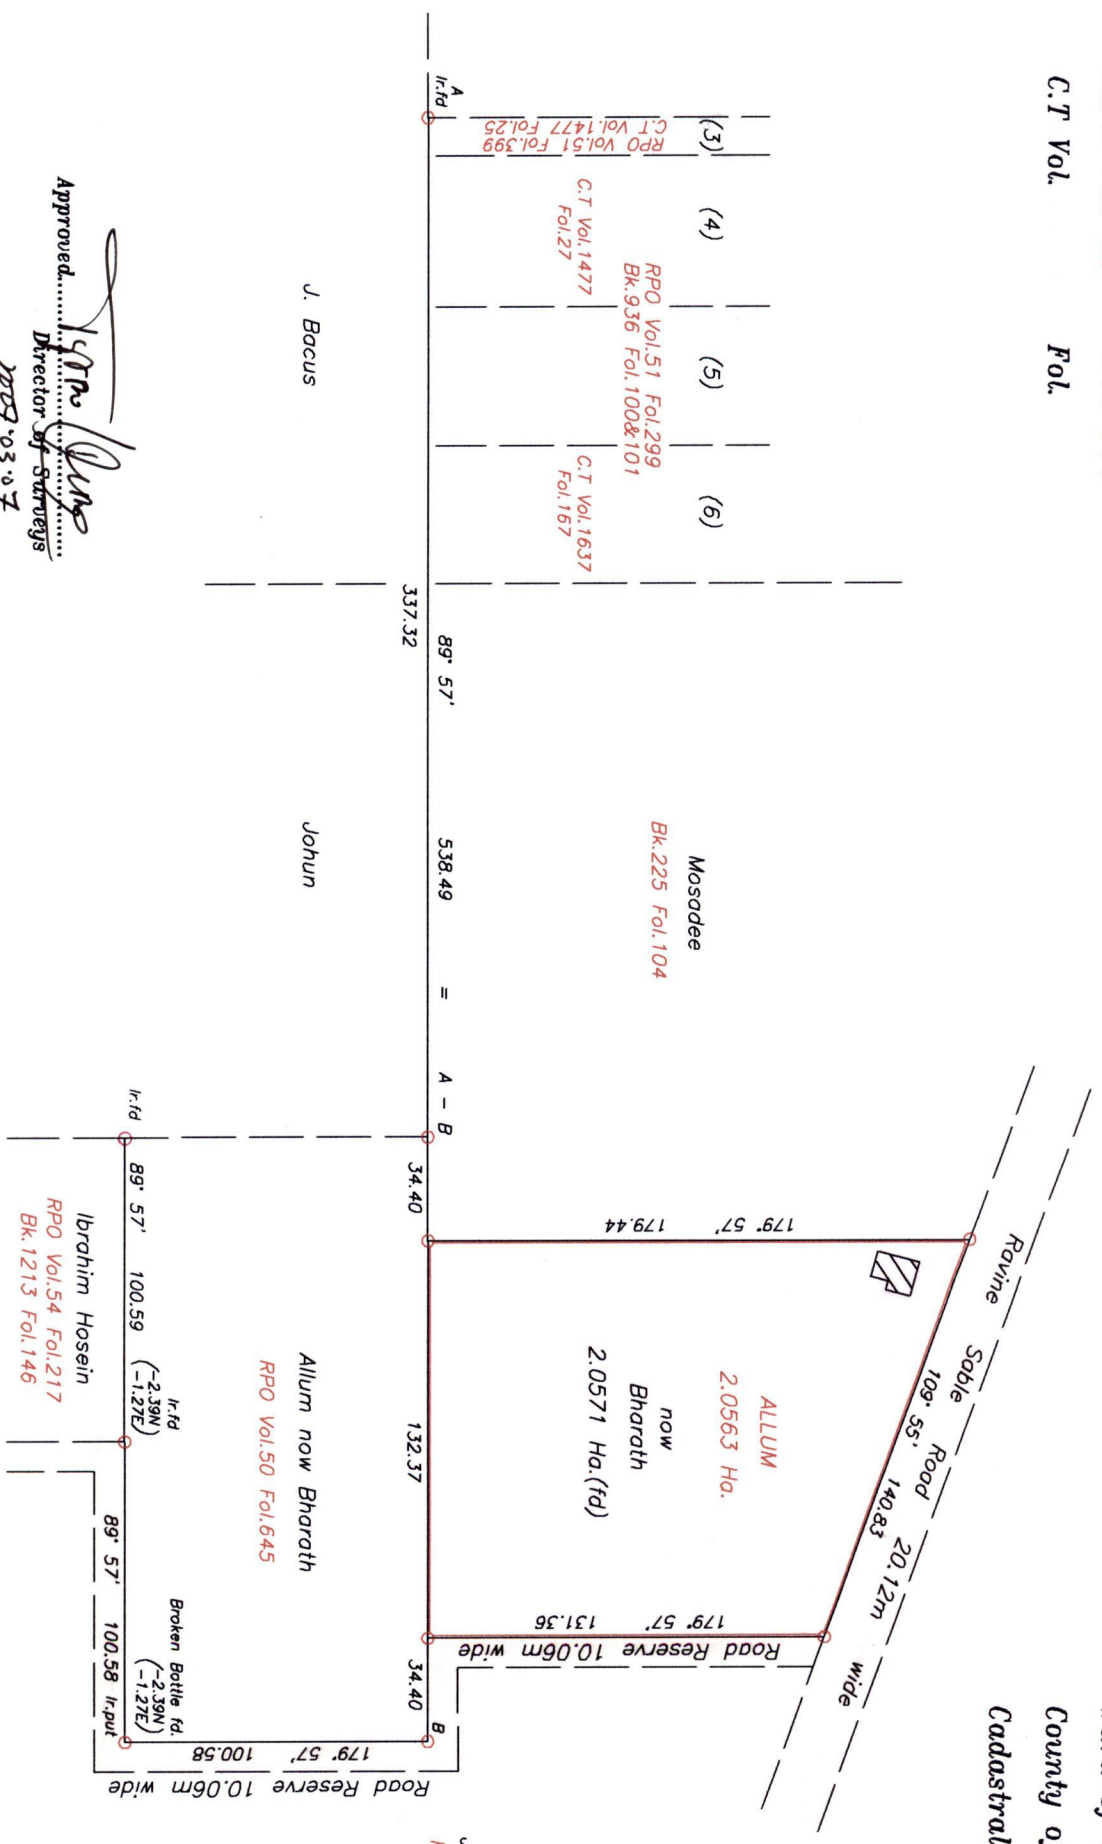 C.T Vol. Fol.
County o
Cadastral
A
Ir.fd
(3)
RPO Vol.51 Fol.399
C.T Vol.1477 Fol.25
(4)
C.T Vol.1477
Fol.27
RPO Vol.51 Fol.299
Bk.936 Fol.100&101
(5)
(6)
C.T Vol.1637
Fol.167
J. Bacus
337.32
89° 57' 538.49 = A - B
Johun
Mosadee
Bk.225 Fol.104
Ravine Sable Road 20.12m wide
109° 55' 140.83
179° 57' 179.44
ALLUM
2.0563 Ha.
now
Bharath
2.0571 Ha.(fd)
179° 57' 131.36
Road Reserve 10.06m wide
34.40
132.37
34.40
B
Allum now Bharath
RPO Vol.50 Fol.645
179° 57' 100.58
Road Reserve 10.06m wide
Ir.fd
89° 57' 100.59
Ir.fd
(-2.39N
-1.27E)
89° 57' 100.58 Ir.put
Broken Bottle fd.
(-2.39N
-1.27E)
Ibrahim Hosein
RPO Vol.54 Fol.217
Bk.1213 Fol.146
Approved
Director of Surveys